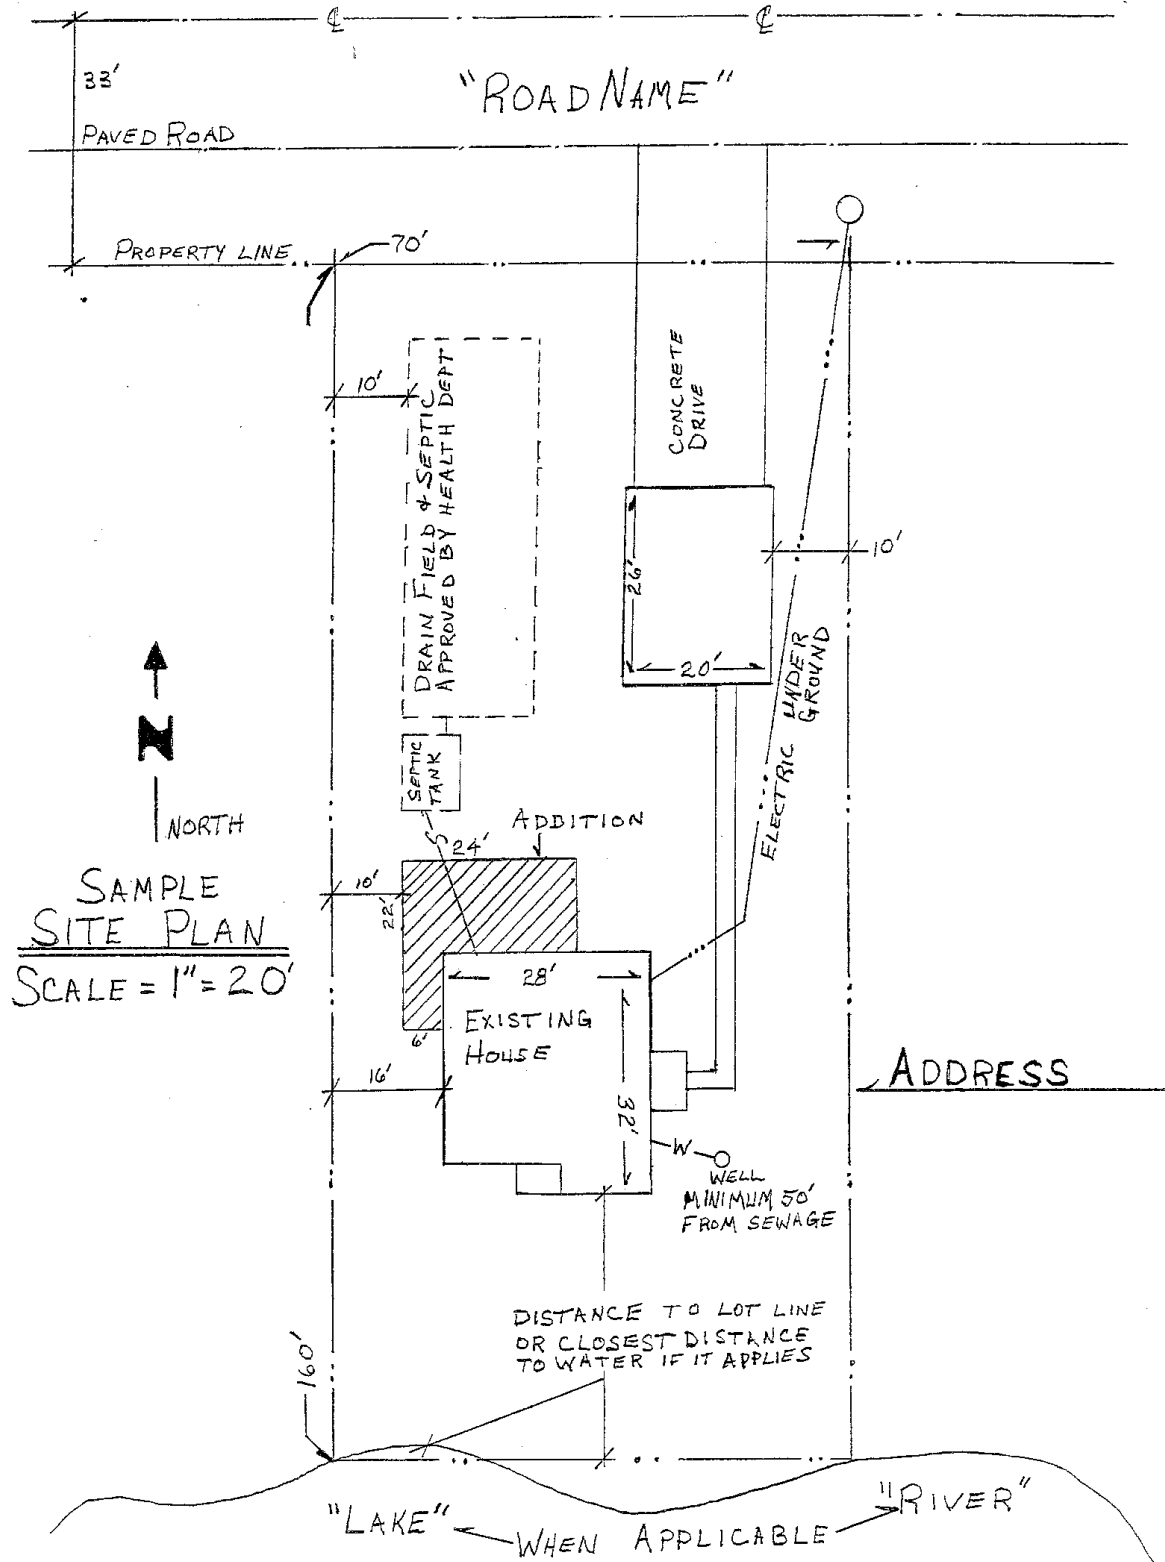 ℄ ℄
33'
"ROAD NAME"
PAVED ROAD
PROPERTY LINE
70'
10'
DRAIN FIELD & SEPTIC
APPROVED BY HEALTH DEPT
CONCRETE
DRIVE
10'
26'
20'
ELECTRIC UNDER
GROUND
N
NORTH
SEPTIC
TANK
S
ADDITION
24'
10'
22'
SAMPLE
SITE PLAN
SCALE = 1" = 20'
28'
EXISTING
HOUSE
6'
16'
32'
ADDRESS
W
WELL
MINIMUM 50'
FROM SEWAGE
DISTANCE TO LOT LINE
OR CLOSEST DISTANCE
TO WATER IF IT APPLIES
160'
"LAKE"
WHEN APPLICABLE
"RIVER"